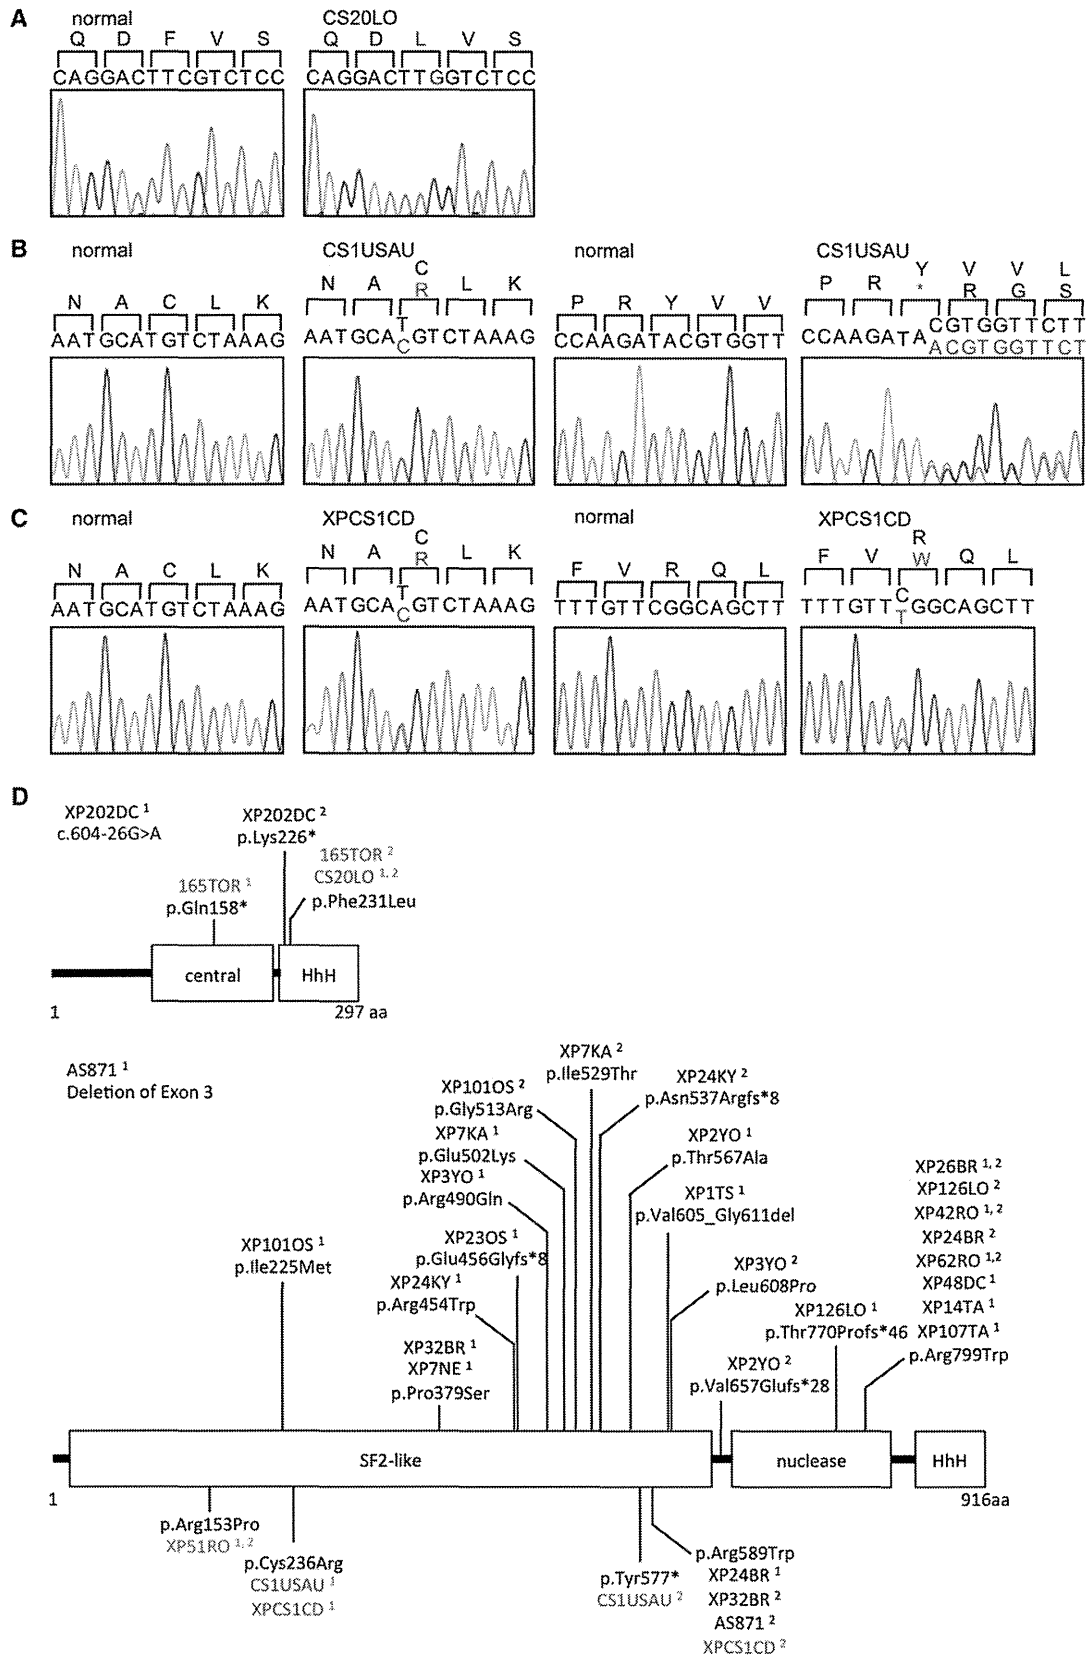 A
normal
Q D F V S
CAGGACTTCGTCTCC
CS20LO
Q D L V S
CAGGACTTGGTCTCC
B
normal
N A C L K
AATGCATGTCTAAAG
CS1USAU
C
N A R L K
T
AATGCA GTCTAAAG
C
normal
P R Y V V
CCAAGATACGTGGTT
CS1USAU
Y V V L
P R * R G S
CCAAGATACGTGGTTCTT
ACGTGGTTCT
C
normal
N A C L K
AATGCATGTCTAAAG
XPCS1CD
C
N A R L K
T
AATGCA GTCTAAAG
C
normal
F V R Q L
TTTGTTCGGCAGCTT
XPCS1CD
R
F V W Q L
C
TTTGTT GGCAGCTT
T
D
XP202DC 1
c.604-26G>A
XP202DC 2
p.Lys226*
165TOR 2
CS20LO 1,2
p.Phe231Leu
165TOR 1
p.Gln158*
central
HhH
1
297 aa
AS871 1
Deletion of Exon 3
XP7KA 2
p.Ile529Thr
XP24KY 2
p.Asn537Argfs*8
XP101OS 2
p.Gly513Arg
XP7KA 1
p.Glu502Lys
XP2YO 1
p.Thr567Ala
XP3YO 1
p.Arg490Gln
XP1TS 1
p.Val605_Gly611del
XP101OS 1
p.Ile225Met
XP23OS 1
p.Glu456Glyfs*8
XP24KY 1
p.Arg454Trp
XP3YO 2
p.Leu608Pro
XP32BR 1
XP7NE 1
p.Pro379Ser
XP126LO 1
p.Thr770Profs*46
XP2YO 2
p.Val657Glufs*28
XP26BR 1,2
XP126LO 2
XP42RO 1,2
XP24BR 2
XP62RO 1,2
XP48DC 1
XP14TA 1
XP107TA 1
p.Arg799Trp
SF2-like
nuclease
HhH
1
916aa
p.Arg153Pro
XP51RO 1,2
p.Cys236Arg
CS1USAU 1
XPCS1CD 1
p.Tyr577*
CS1USAU 2
p.Arg589Trp
XP24BR 1
XP32BR 2
AS871 2
XPCS1CD 2